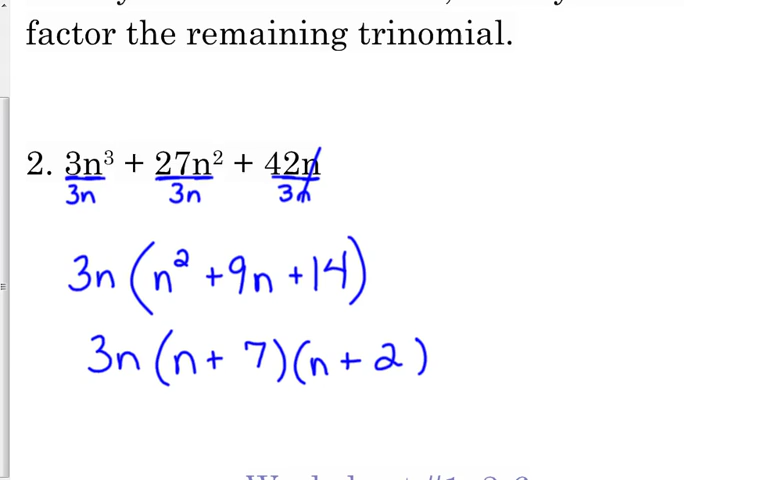 factor the remaining trinomial.
2. 3n³ + 27n² + 42n
3n 3n 3n
3n (n² + 9n + 14)
3n (n + 7)(n + 2)